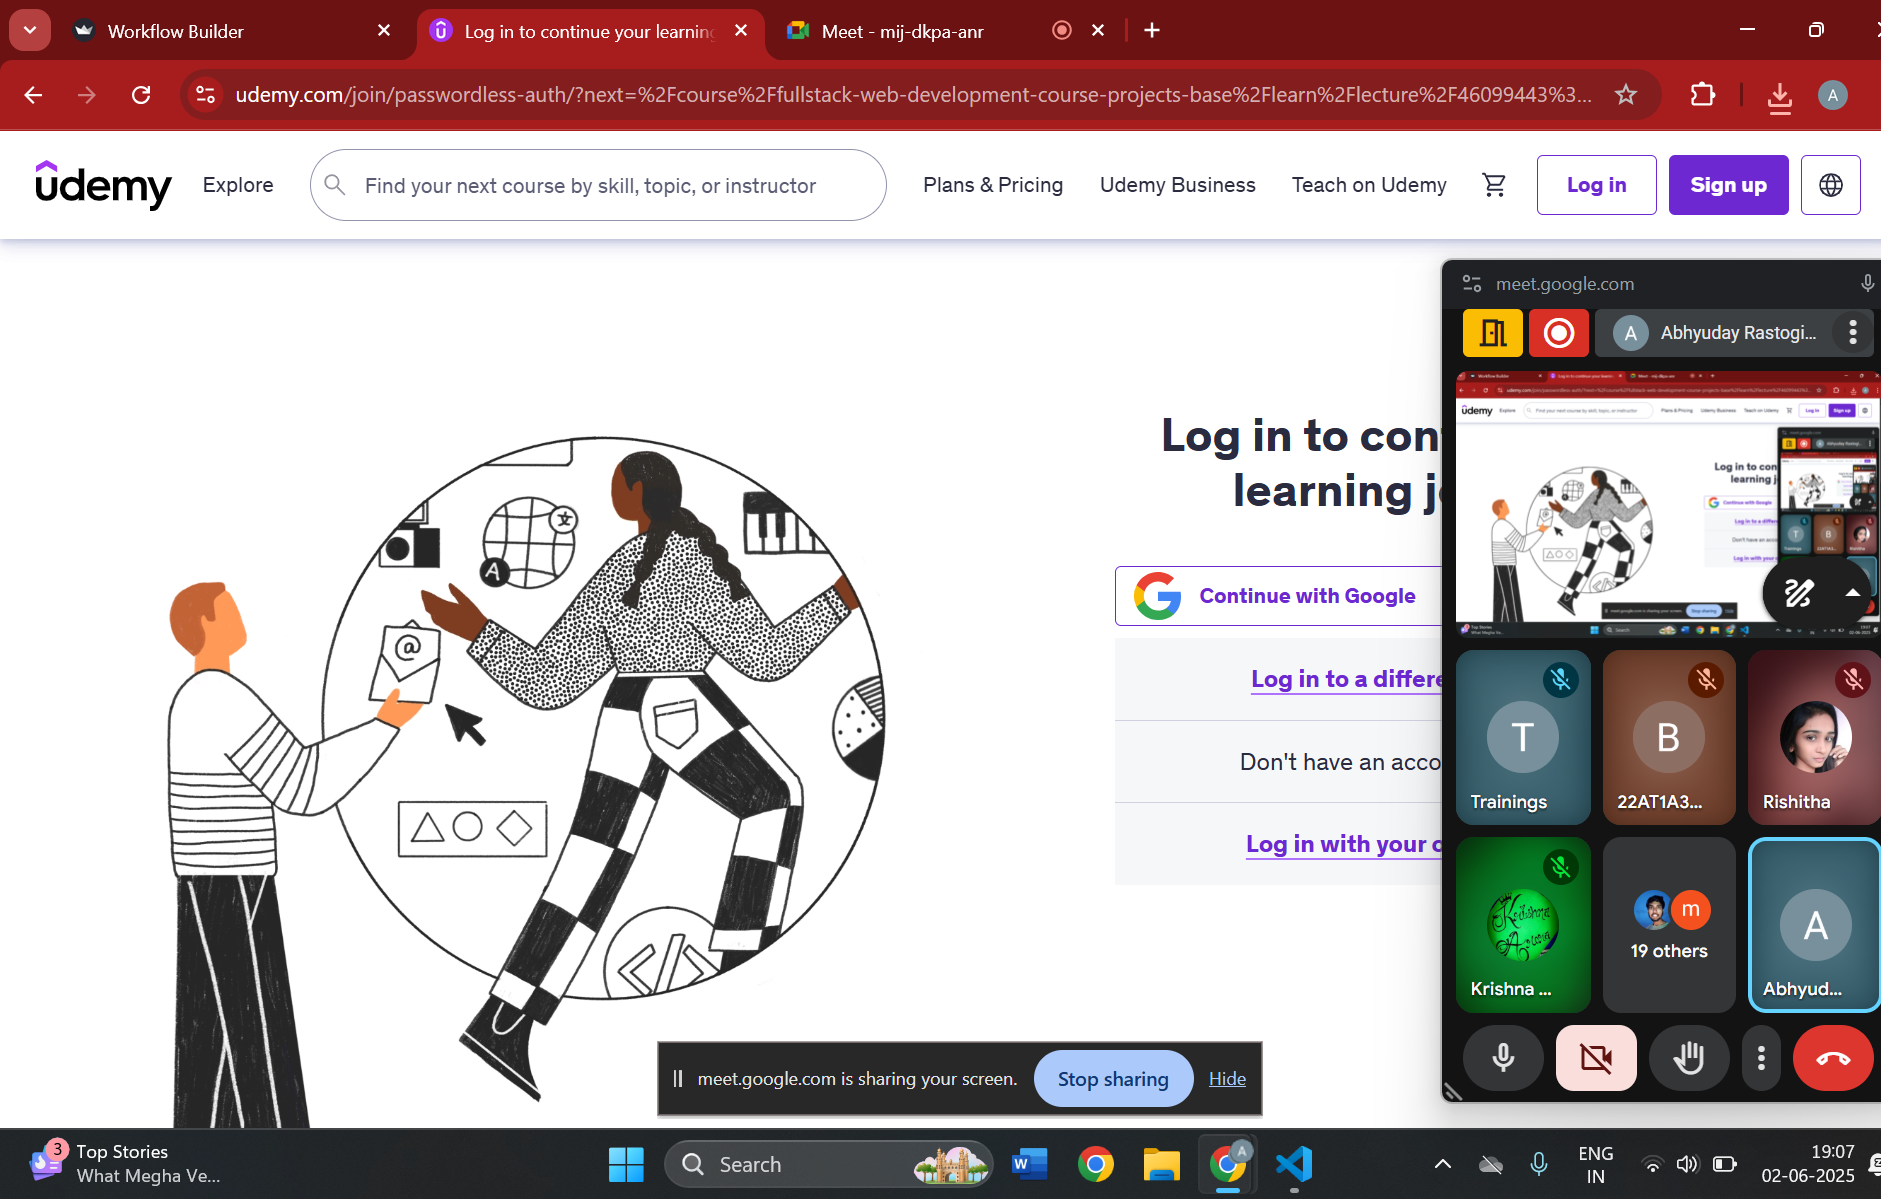 Workflow Builder
Log in to continue your learning
Meet - mij-dkpa-anr
udemy.com/join/passwordless-auth/?next=%2Fcourse%2Ffullstack-web-development-course-projects-base%2Flearn%2Flecture%2F46099443%3...
A
udemy
Explore
Find your next course by skill, topic, or instructor
Plans & Pricing
Udemy Business
Teach on Udemy
Log in
Sign up
meet.google.com
A
Abhyuday Rastogi...
Log in to con
learning j
Continue with Google
Log in to a differe
Don't have an acco
Log in with your o
A
文
@
</>
T
Trainings
B
22AT1A3...
Rishitha
Krishna ...
m
19 others
A
Abhyud...
meet.google.com is sharing your screen.
Stop sharing
Hide
3
Top Stories
What Megha Ve...
Search
W
A
ENG
IN
19:07
02-06-2025